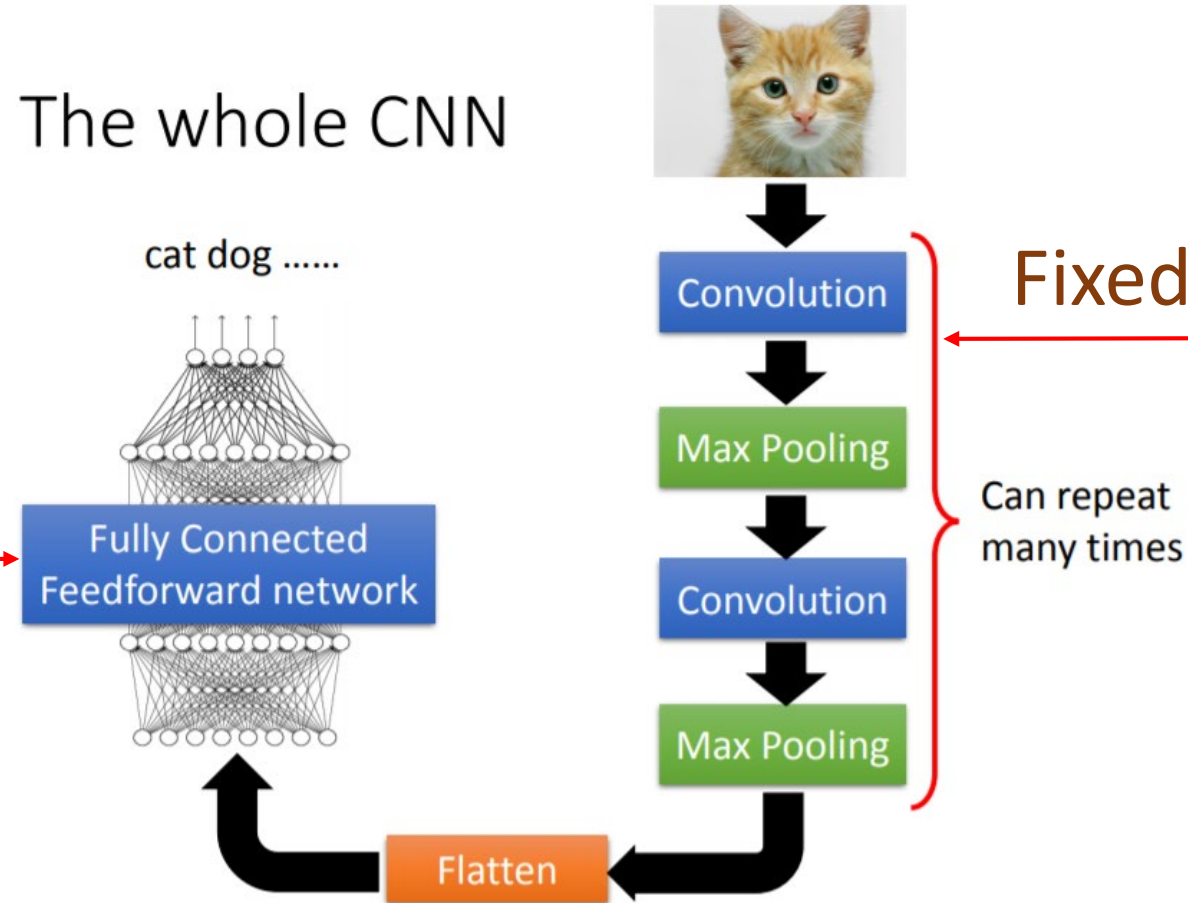 The whole CNN
cat dog ......
Fully Connected
Feedforward network
Convolution
Max Pooling
Convolution
Max Pooling
Flatten
Fixed
Can repeat
many times